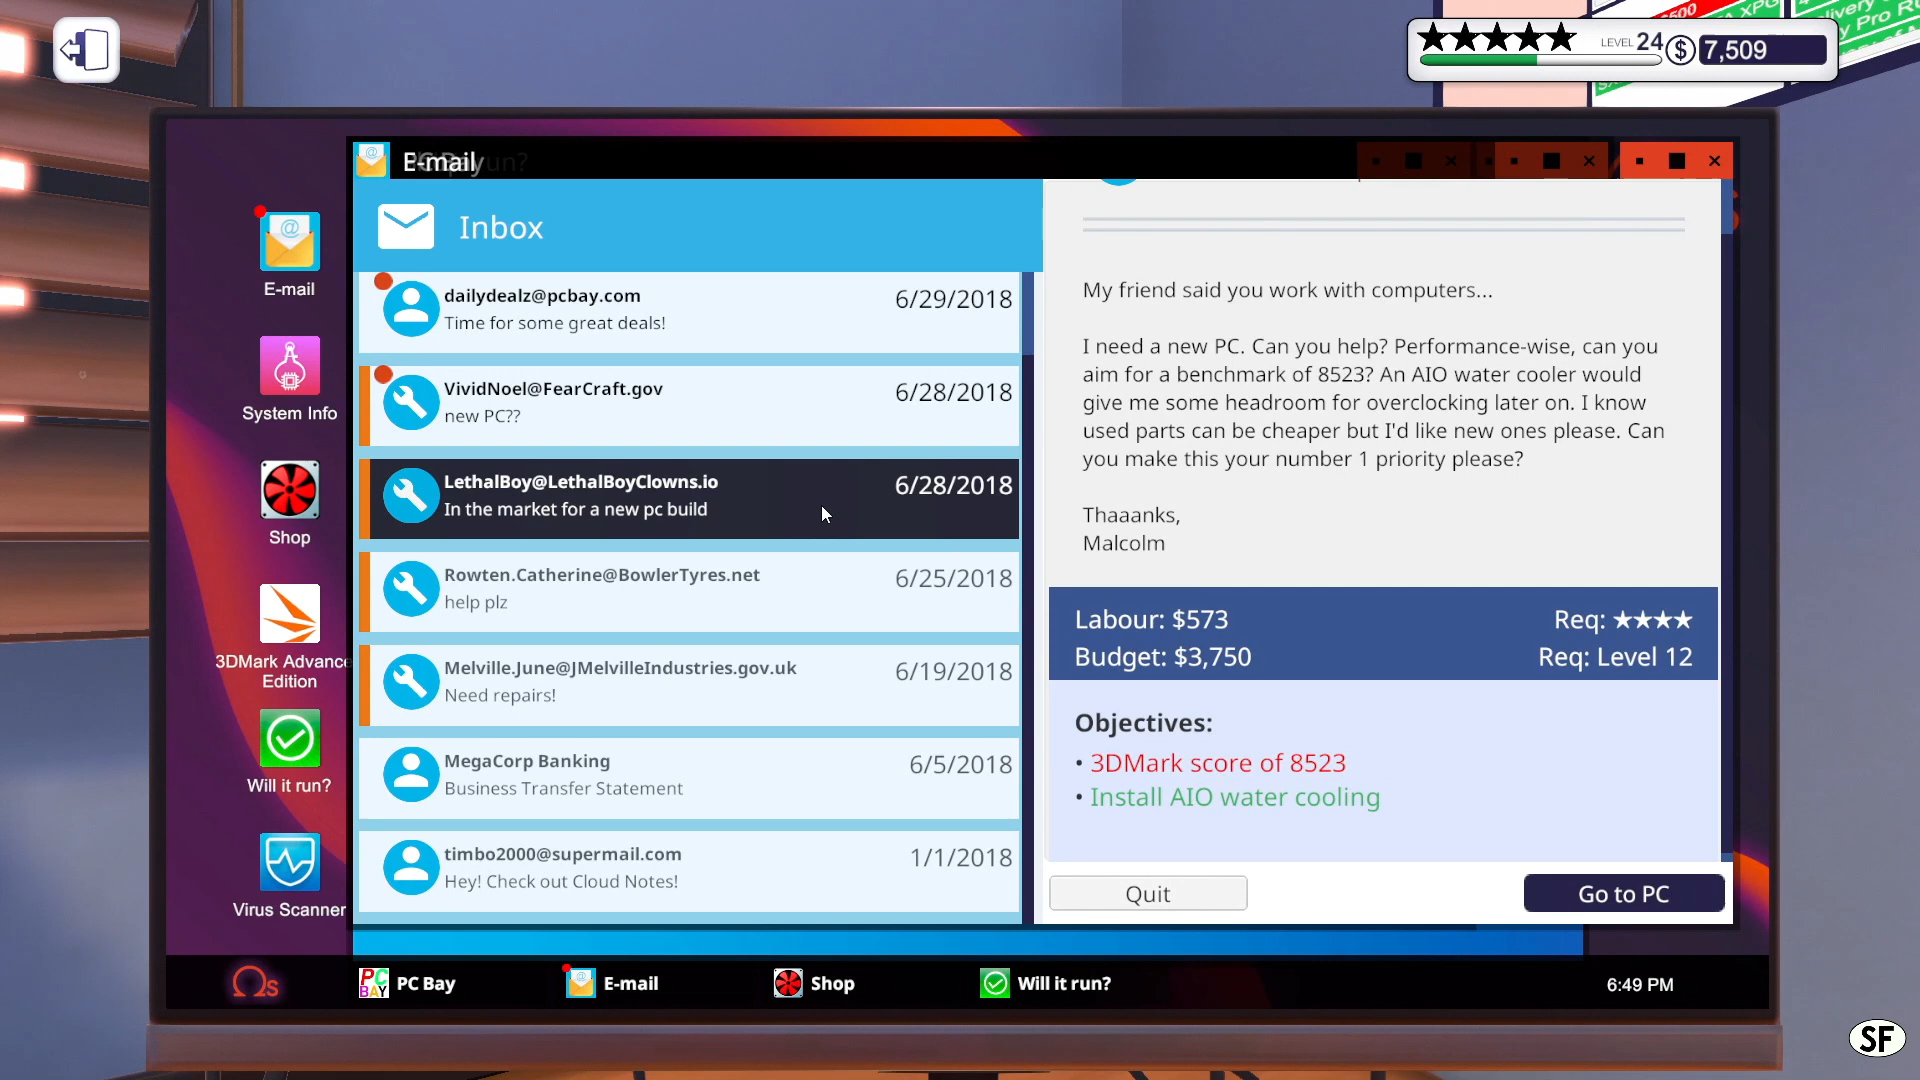 LEVEL 24
7,509
E-mail
Inbox
dailydealz@pcbay.com
6/29/2018
Time for some great deals!
VividNoel@FearCraft.gov
6/28/2018
new PC??
LethalBoy@LethalBoyClowns.io
6/28/2018
In the market for a new pc build
Rowten.Catherine@BowlerTyres.net
6/25/2018
help plz
Melville.June@JMelvilleIndustries.gov.uk
6/19/2018
Need repairs!
MegaCorp Banking
6/5/2018
Business Transfer Statement
timbo2000@supermail.com
1/1/2018
Hey! Check out Cloud Notes!
My friend said you work with computers...
I need a new PC. Can you help? Performance-wise, can you
aim for a benchmark of 8523? An AIO water cooler would
give me some headroom for overclocking later on. I know
used parts can be cheaper but I'd like new ones please. Can
you make this your number 1 priority please?
Thaaanks,
Malcolm
Labour: $573
Req: ★★★★
Budget: $3,750
Req: Level 12
Objectives:
• 3DMark score of 8523
• Install AIO water cooling
Quit
Go to PC
E-mail
System Info
Shop
3DMark Advance
Edition
Will it run?
Virus Scanner
Ωs
PC BAY
PC Bay
E-mail
Shop
Will it run?
6:49 PM
SF